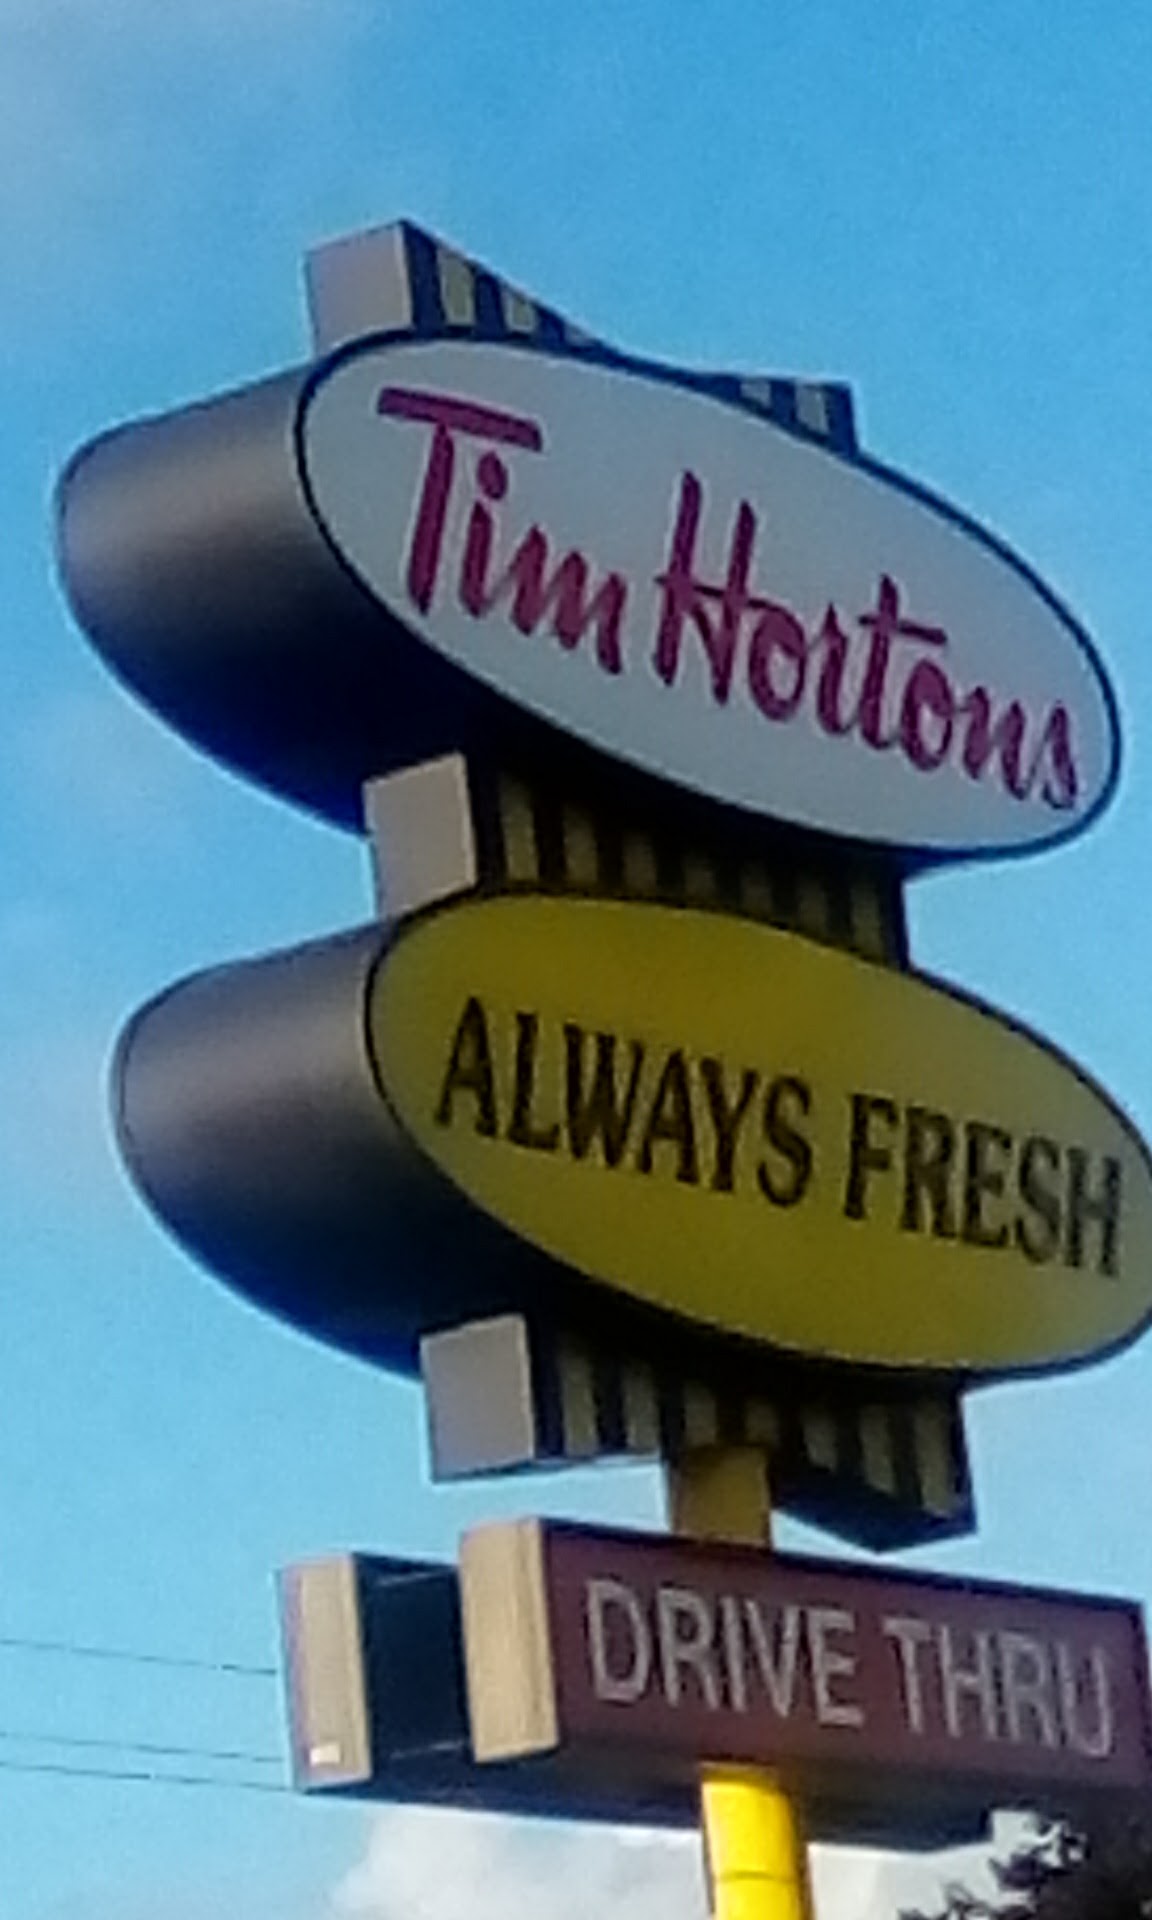 Tim Hortons
ALWAYS FRESH
DRIVE THRU